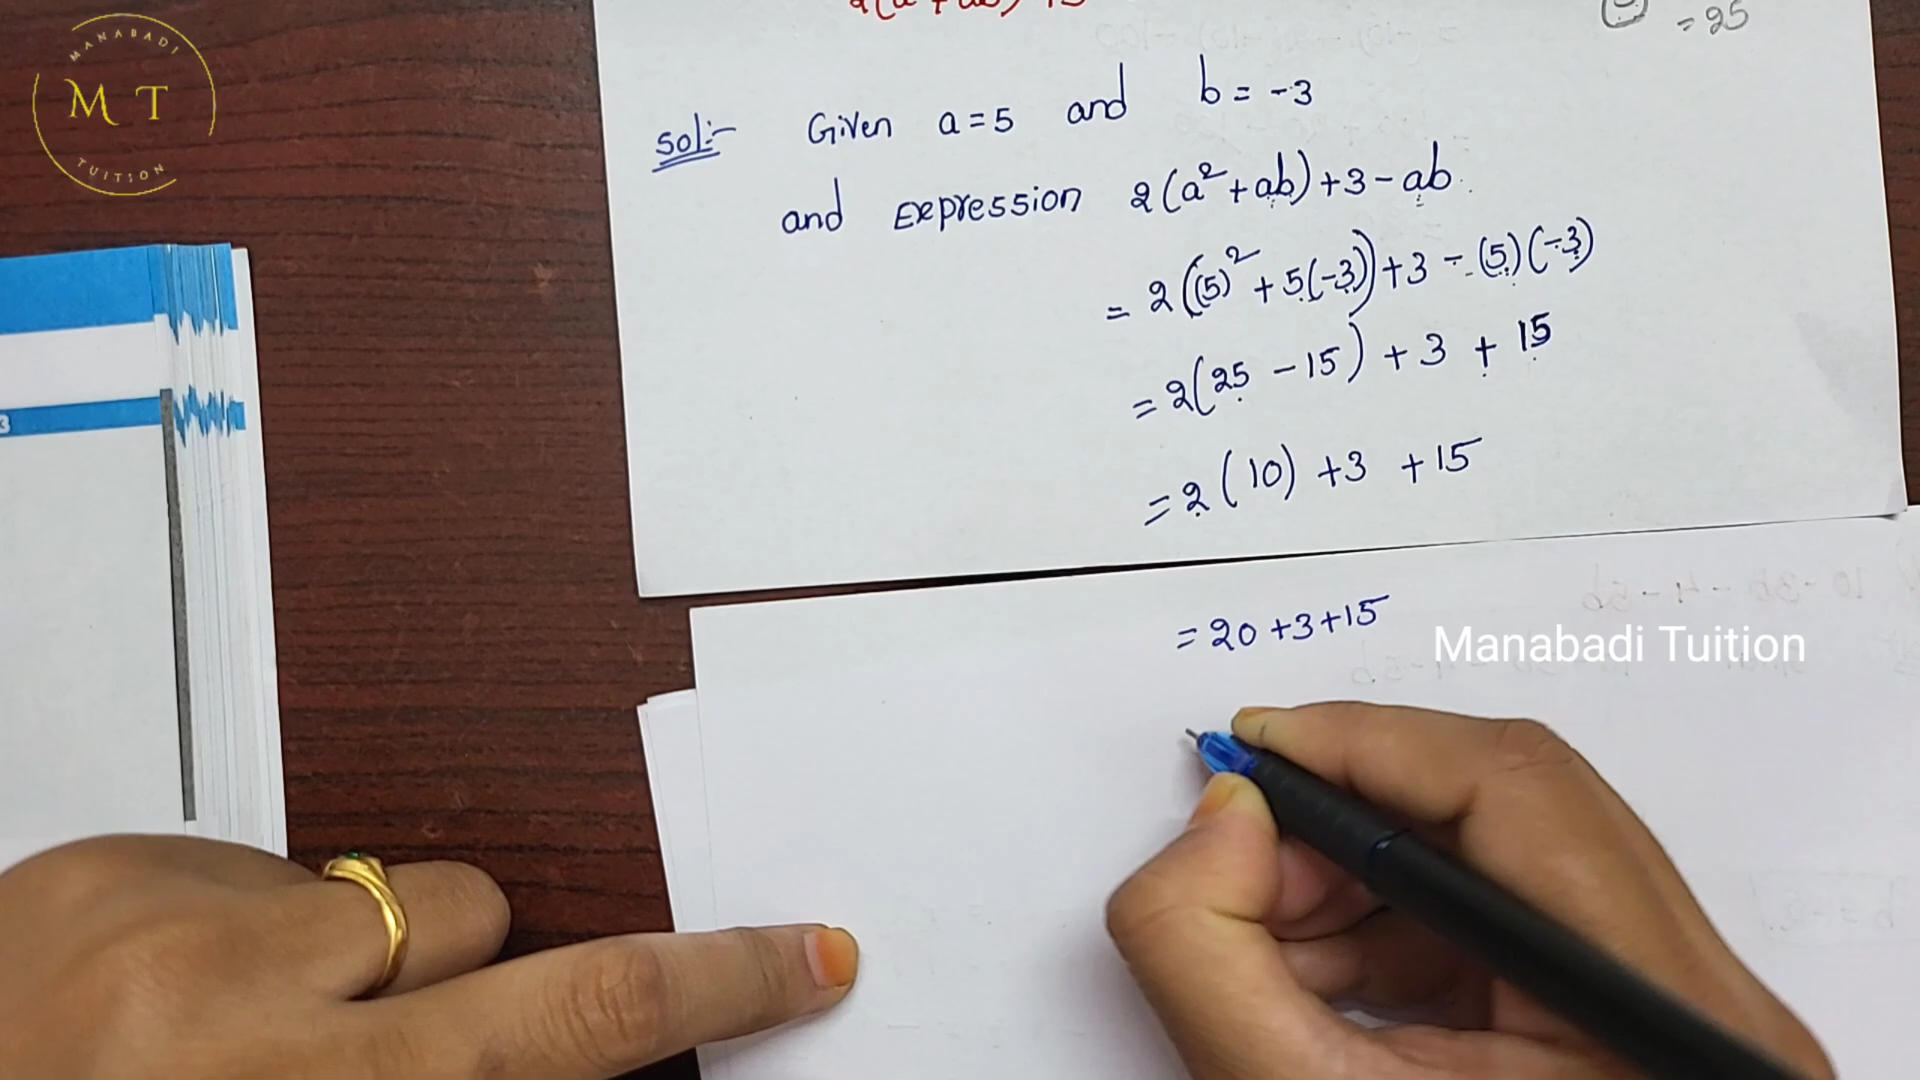 MANABADI
M T
TUITION
= 25
Sol:- Given a = 5 and b = -3
and Expression 2(a² + ab) + 3 - ab
= 2((5)² + 5(-3)) + 3 - (5)(-3)
= 2(25 - 15) + 3 + 15
= 2(10) + 3 + 15
= 20 + 3 + 15
Manabadi Tuition
3